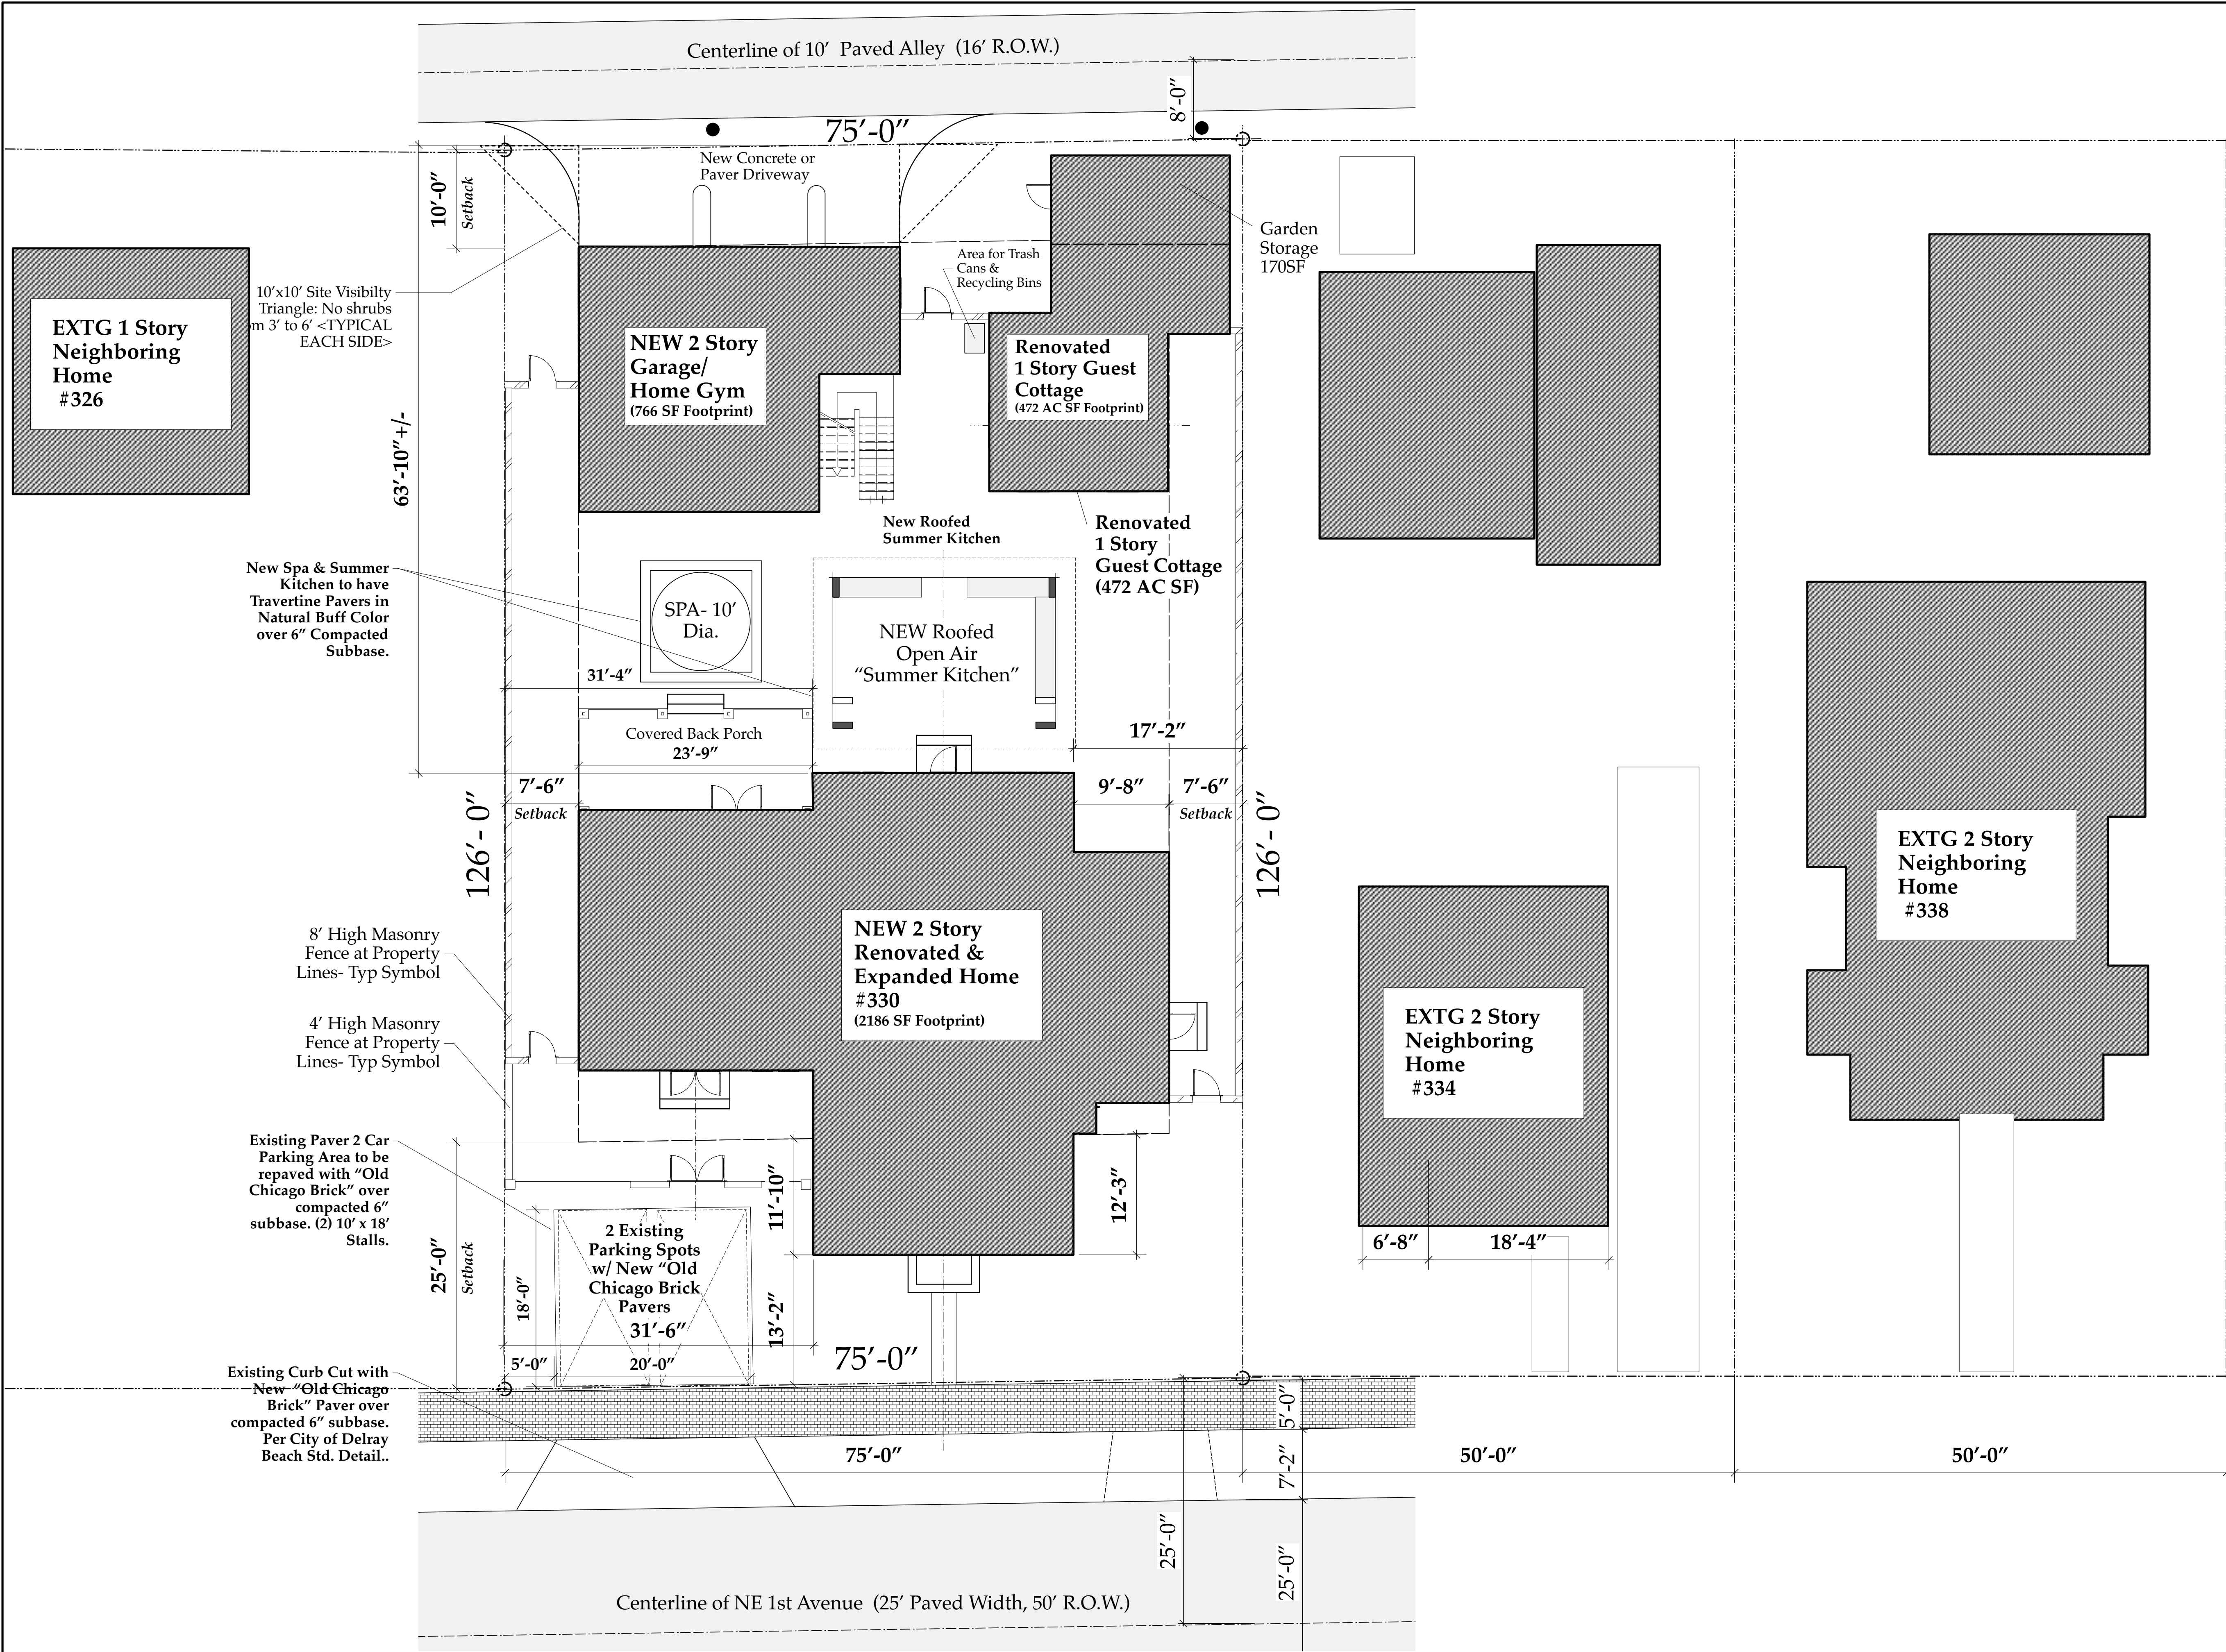 Centerline of 10′ Paved Alley (16′ R.O.W.)
8′-0″
75′-0″
New Concrete or
Paver Driveway
10′-0″
Setback
Garden
Storage
170SF
Area for Trash
Cans &
Recycling Bins
10′x10′ Site Visibilty
Triangle: No shrubs
m 3′ to 6′ <TYPICAL
EACH SIDE>
EXTG 1 Story
Neighboring
Home
#326
NEW 2 Story
Garage/
Home Gym
(766 SF Footprint)
Renovated
1 Story Guest
Cottage
(472 AC SF Footprint)
63′-10″+/-
New Roofed
Summer Kitchen
Renovated
1 Story
Guest Cottage
(472 AC SF)
New Spa & Summer
Kitchen to have
Travertine Pavers in
Natural Buff Color
over 6″ Compacted
Subbase.
SPA- 10′
Dia.
NEW Roofed
Open Air
“Summer Kitchen”
31′-4″
Covered Back Porch
23′-9″
17′-2″
7′-6″
Setback
9′-8″
7′-6″
Setback
126′- 0″
126′- 0″
EXTG 2 Story
Neighboring
Home
#338
8′ High Masonry
Fence at Property
Lines- Typ Symbol
NEW 2 Story
Renovated &
Expanded Home
#330
(2186 SF Footprint)
4′ High Masonry
Fence at Property
Lines- Typ Symbol
EXTG 2 Story
Neighboring
Home
#334
Existing Paver 2 Car
Parking Area to be
repaved with “Old
Chicago Brick” over
compacted 6″
subbase. (2) 10′ x 18′
Stalls.
11′-10″
12′-3″
25′-0″
Setback
18′-0″
2 Existing
Parking Spots
w/ New “Old
Chicago Brick
Pavers
31′-6″
13′-2″
6′-8″
18′-4″
5′-0″
20′-0″
75′-0″
Existing Curb Cut with
New “Old Chicago
Brick” Paver over
compacted 6″ subbase.
Per City of Delray
Beach Std. Detail..
5′-0″
75′-0″
7′-2″
50′-0″
50′-0″
25′-0″
25′-0″
Centerline of NE 1st Avenue (25′ Paved Width, 50′ R.O.W.)